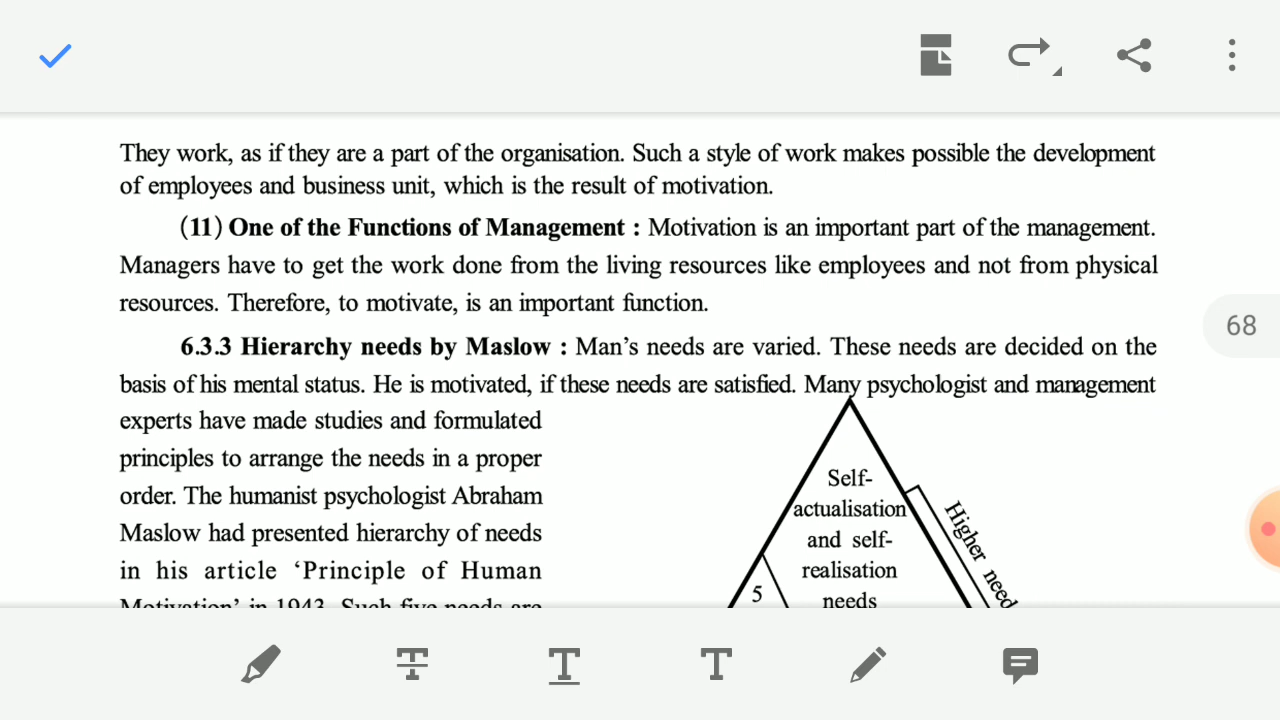 They work, as if they are a part of the organisation. Such a style of work makes possible the development
of employees and business unit, which is the result of motivation.
(11) One of the Functions of Management : Motivation is an important part of the management.
Managers have to get the work done from the living resources like employees and not from physical
resources. Therefore, to motivate, is an important function.
68
6.3.3 Hierarchy needs by Maslow : Man's needs are varied. These needs are decided on the
basis of his mental status. He is motivated, if these needs are satisfied. Many psychologist and management
experts have made studies and formulated
principles to arrange the needs in a proper
order. The humanist psychologist Abraham
Maslow had presented hierarchy of needs
in his article ‘Principle of Human
Motivation’ in 1943. Such five needs are
Self-
actualisation
and self-
realisation
needs
5
Higher need
T
T
T